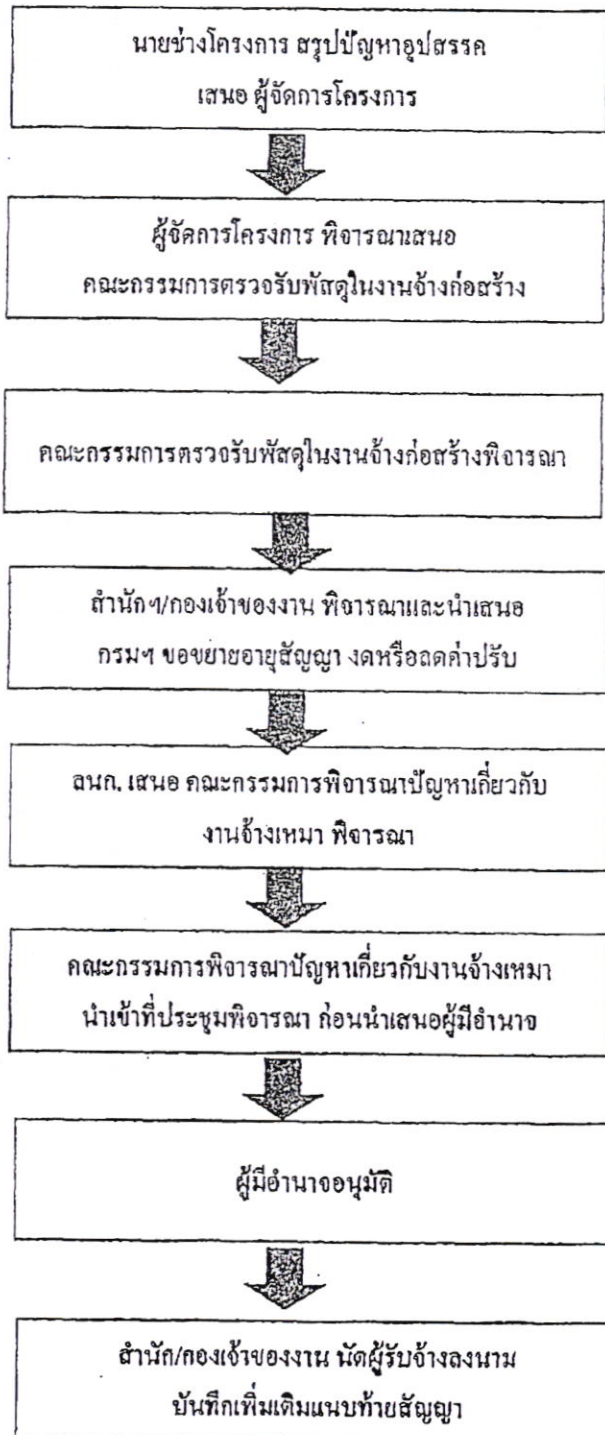 นายช่างโครงการ สรุปปัญหาอุปสรรค
เสนอ ผู้จัดการโครงการ
ผู้จัดการโครงการ พิจารณาเสนอ
คณะกรรมการตรวจรับพัสดุในงานจ้างก่อสร้าง
คณะกรรมการตรวจรับพัสดุในงานจ้างก่อสร้างพิจารณา
สำนักฯ/กองเจ้าของงาน พิจารณาและนำเสนอ
กรมฯ ขอขยายอายุสัญญา งดหรือลดค่าปรับ
ลนก. เสนอ คณะกรรมการพิจารณาปัญหาเกี่ยวกับ
งานจ้างเหมา พิจารณา
คณะกรรมการพิจารณาปัญหาเกี่ยวกับงานจ้างเหมา
นำเข้าที่ประชุมพิจารณา ก่อนนำเสนอผู้มีอำนาจ
ผู้มีอำนาจอนุมัติ
สำนัก/กองเจ้าของงาน นัดผู้รับจ้างลงนาม
บันทึกเพิ่มเติมแนบท้ายสัญญา